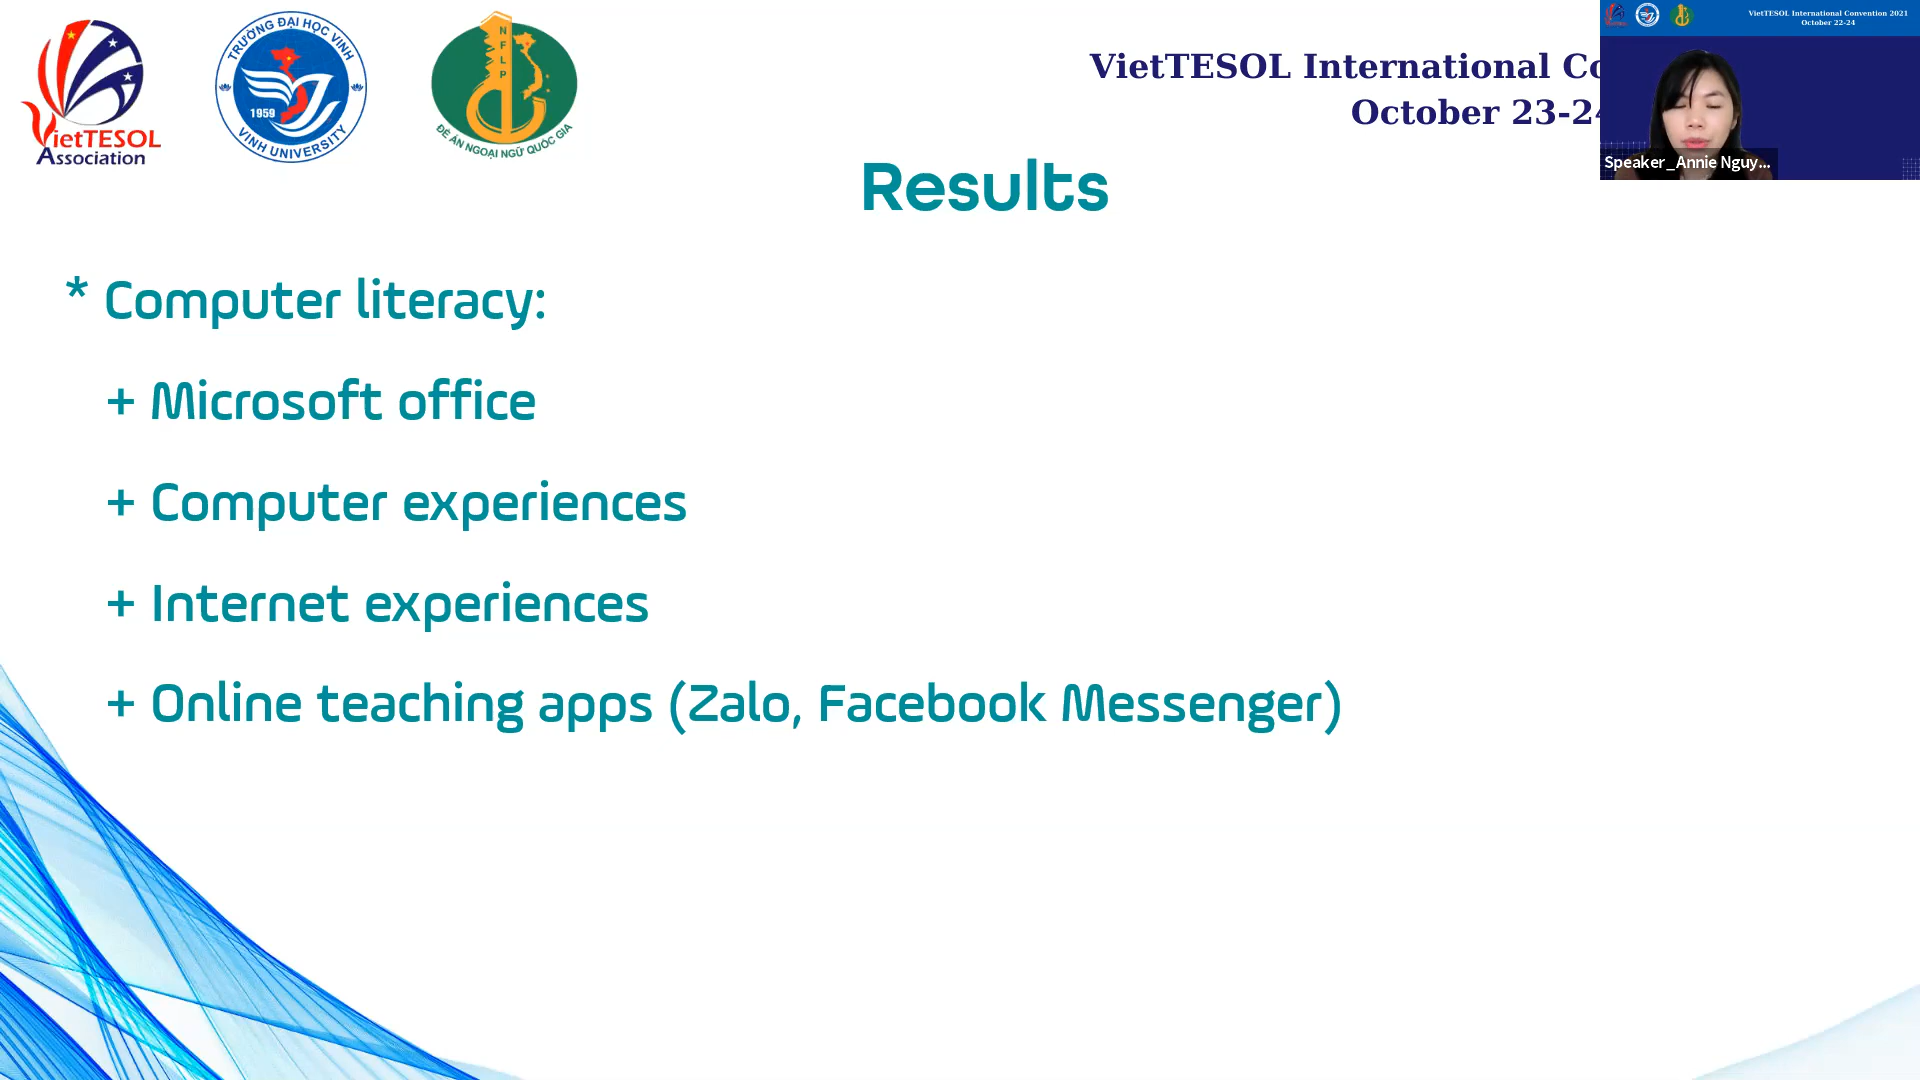 VietTESOL
Association
TRƯỜNG ĐẠI HỌC VINH
1959
VINH UNIVERSITY
NFLP
ĐỀ ÁN NGOẠI NGỮ QUỐC GIA
VietTESOL International
October 23-24
VietTESOL International Convention 2021
October 22-24
Speaker_Annie Nguy...
Results
* Computer literacy:
+ Microsoft office
+ Computer experiences
+ Internet experiences
+ Online teaching apps (Zalo, Facebook Messenger)